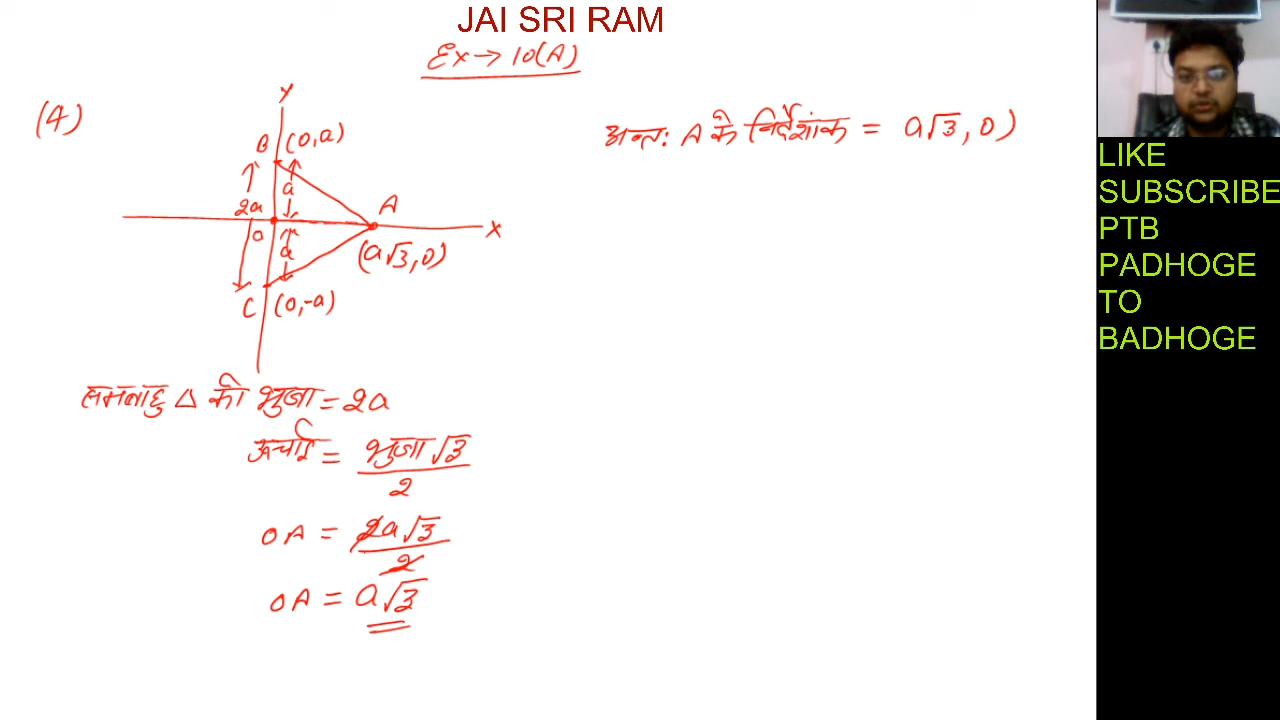 JAI SRI RAM
Ex → 10(A)
(4)
Y
B (0,a)
a
2a
A
O
X
a
(a√3, 0)
C (0,-a)
समबाहु Δ की भुजा = 2a
ऊचाई = भुजा √3 / 2
OA = 2a√3 / 2
OA = a√3
अतः A के निर्देशांक = a√3, 0)
LIKE
SUBSCRIBE
PTB
PADHOGE
TO
BADHOGE